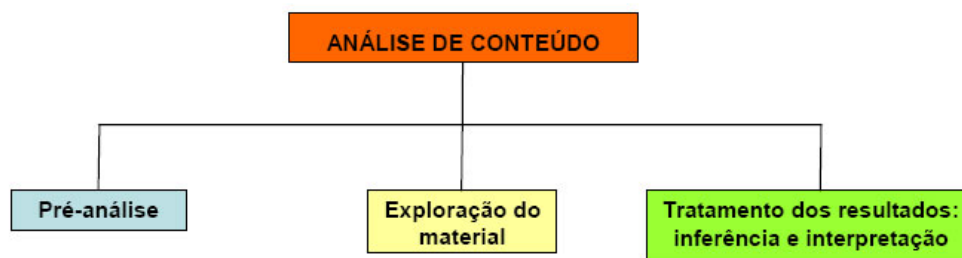 ANÁLISE DE CONTEÚDO
Pré-análise
Exploração do
material
Tratamento dos resultados:
inferência e interpretação